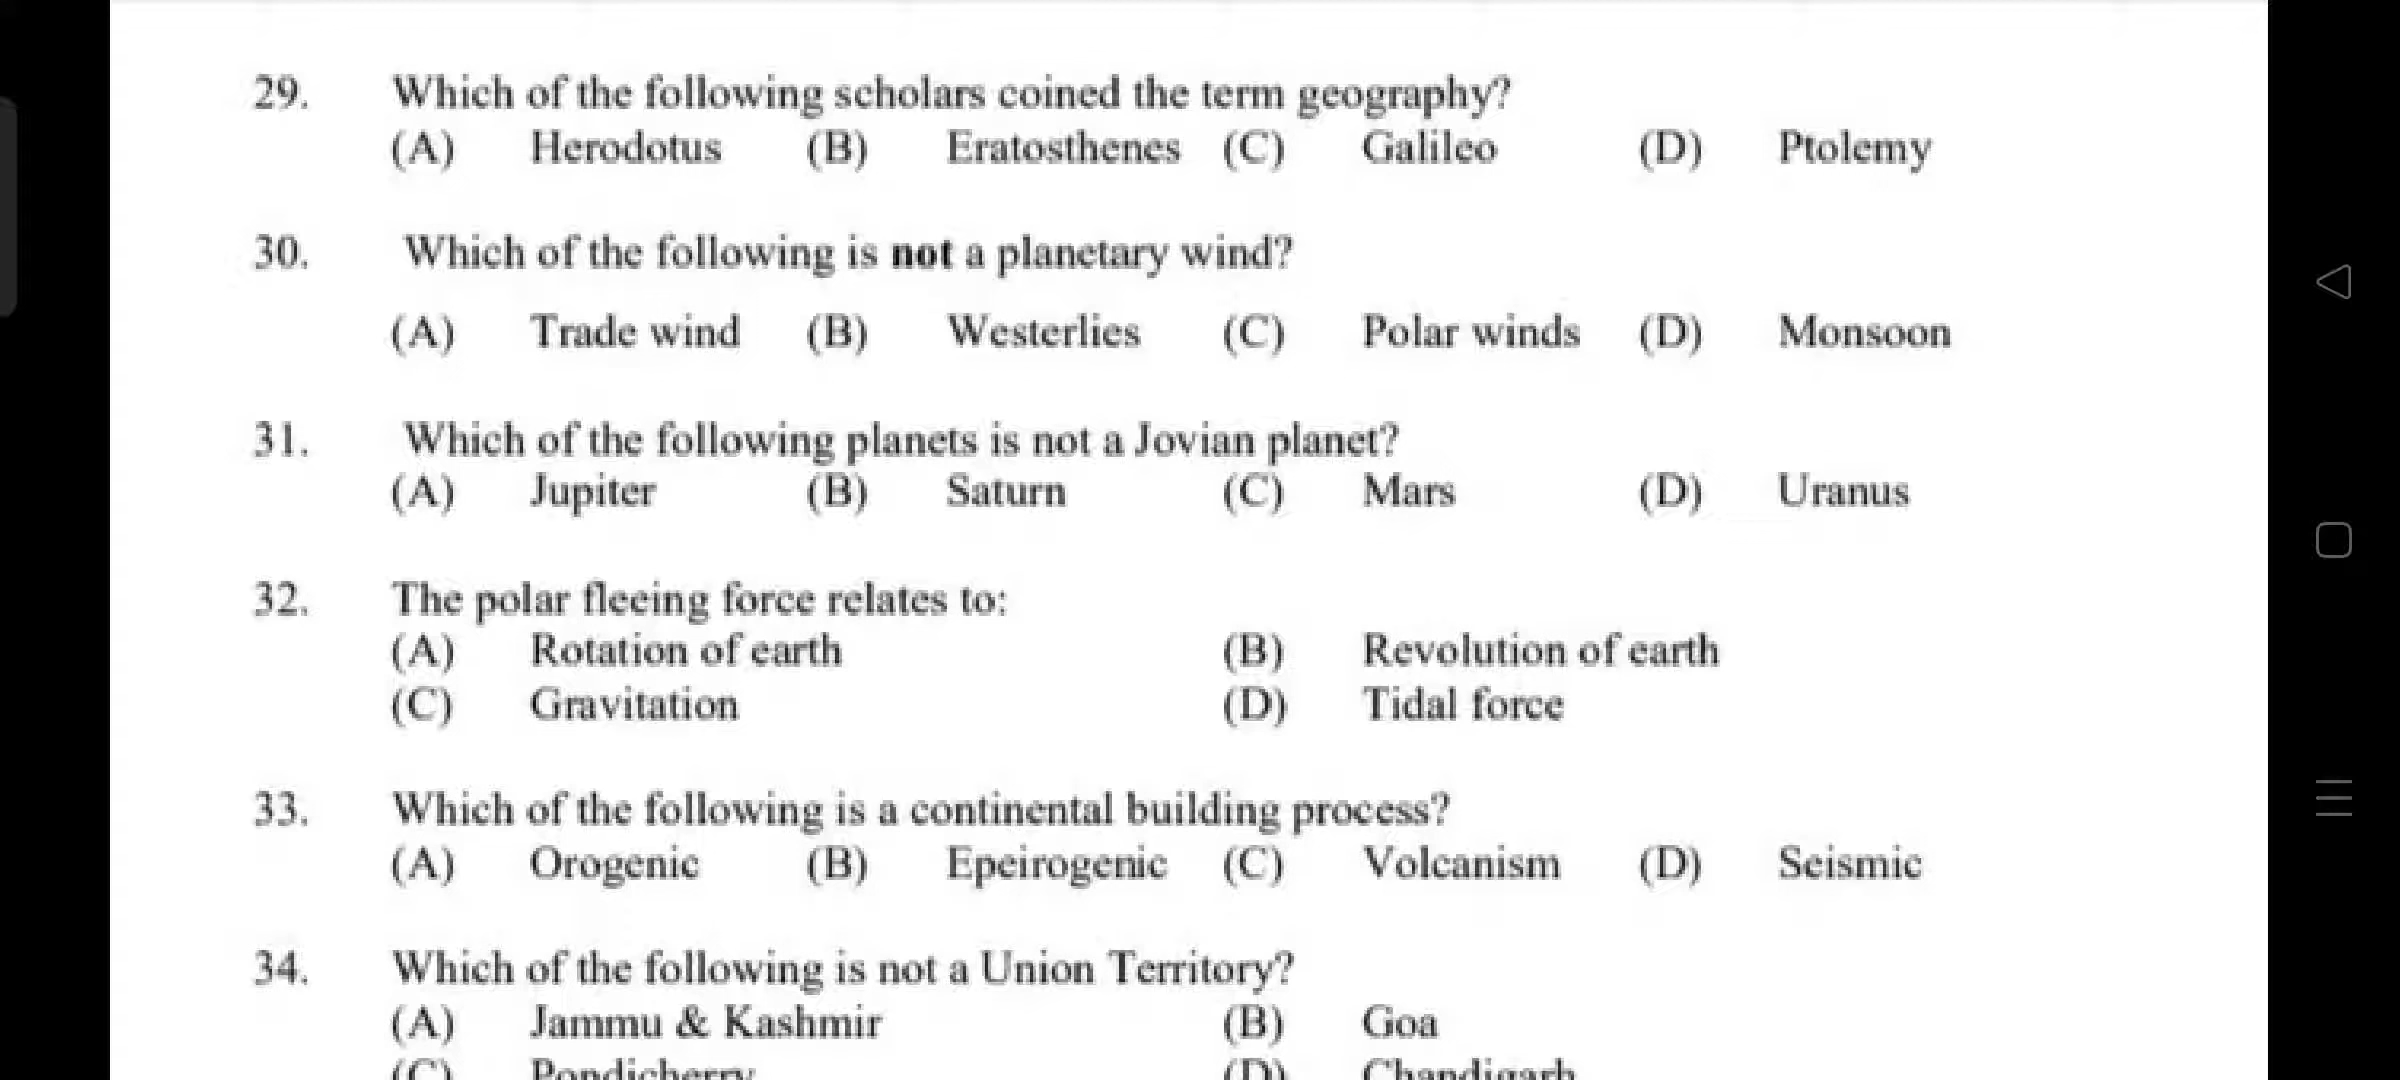 29. Which of the following scholars coined the term geography?
(A) Herodotus (B) Eratosthenes (C) Galileo (D) Ptolemy
30. Which of the following is not a planetary wind?
(A) Trade wind (B) Westerlies (C) Polar winds (D) Monsoon
31. Which of the following planets is not a Jovian planet?
(A) Jupiter (B) Saturn (C) Mars (D) Uranus
32. The polar fleeing force relates to:
(A) Rotation of earth (B) Revolution of earth
(C) Gravitation (D) Tidal force
33. Which of the following is a continental building process?
(A) Orogenic (B) Epeirogenic (C) Volcanism (D) Seismic
34. Which of the following is not a Union Territory?
(A) Jammu & Kashmir (B) Goa
(C) Pondicherry (D) Chandigarh